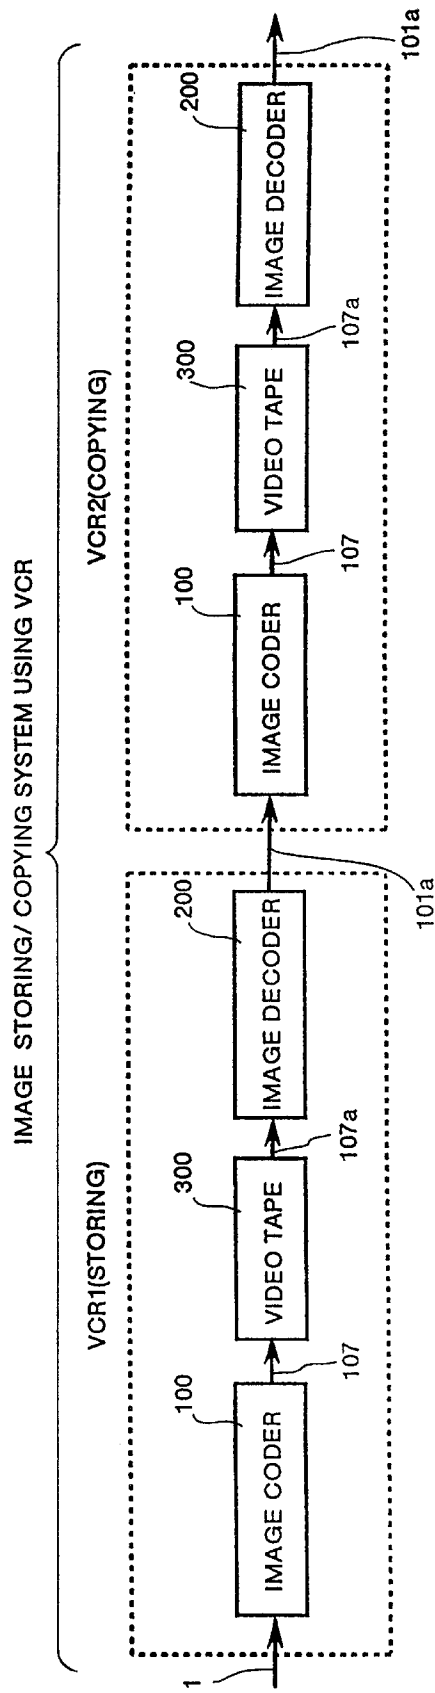 IMAGE STORING/ COPYING SYSTEM USING VCR
VCR1(STORING)
VCR2(COPYING)
1
100
IMAGE CODER
107
300
VIDEO TAPE
107a
200
IMAGE DECODER
101a
100
IMAGE CODER
107
300
VIDEO TAPE
107a
200
IMAGE DECODER
101a